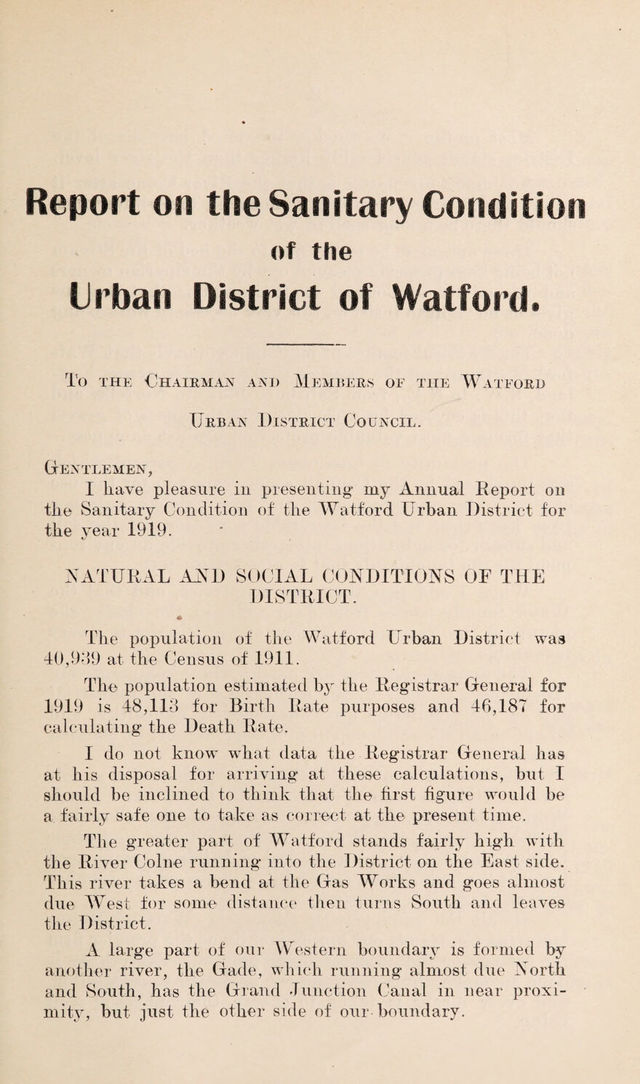 Report on the Sanitary Condition
of the
Urban District of Watford.
To the Chairman and Members of the Watford
Urban District Council.
Gentlemen,
I have pleasure in presenting my Annual Report on
the Sanitary Condition of the Watford Urban District for
the year 1919.
NATURAL AND SOCIAL CONDITIONS OF THE
DISTRICT.
The population of the Watford Urban District was
40,939 at the Census of 1911.
The population estimated by the Registrar General for
1919 is 48,113 for Birth Rate purposes and 46,187 for
calculating the Death Rate.
I do not know what data the Registrar General has
at his disposal for arriving at these calculations, but I
should be inclined to think that the first figure would be
a fairly safe one to take as correct at the present time.
The greater part of Watford stands fairly high with
the River Colne running into the District on the East side.
This river takes a bend at the Gas Works and goes almost
due West for some distance then turns South and leaves
the District.
A large part of our Western boundary is formed by
another river, the Gade, which running almost due North
and South, has the Grand Junction Canal in near proxi-
mity, but just the other side of our boundary.